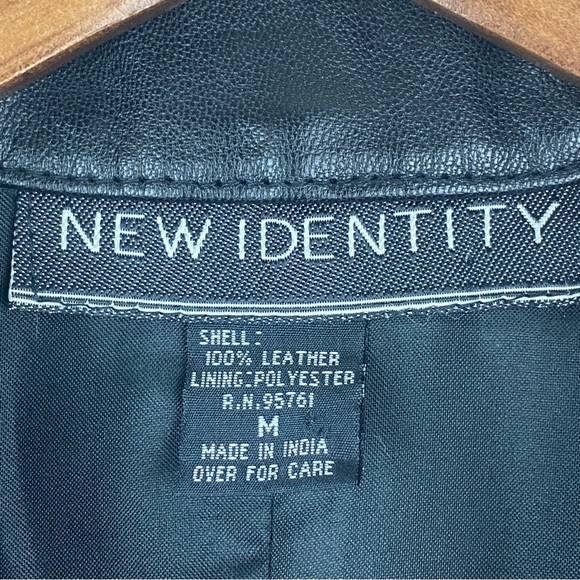 NEW IDENTITY
SHELL:
100% LEATHER
LINING:POLYESTER
R.N.95761
M
MADE IN INDIA
OVER FOR CARE